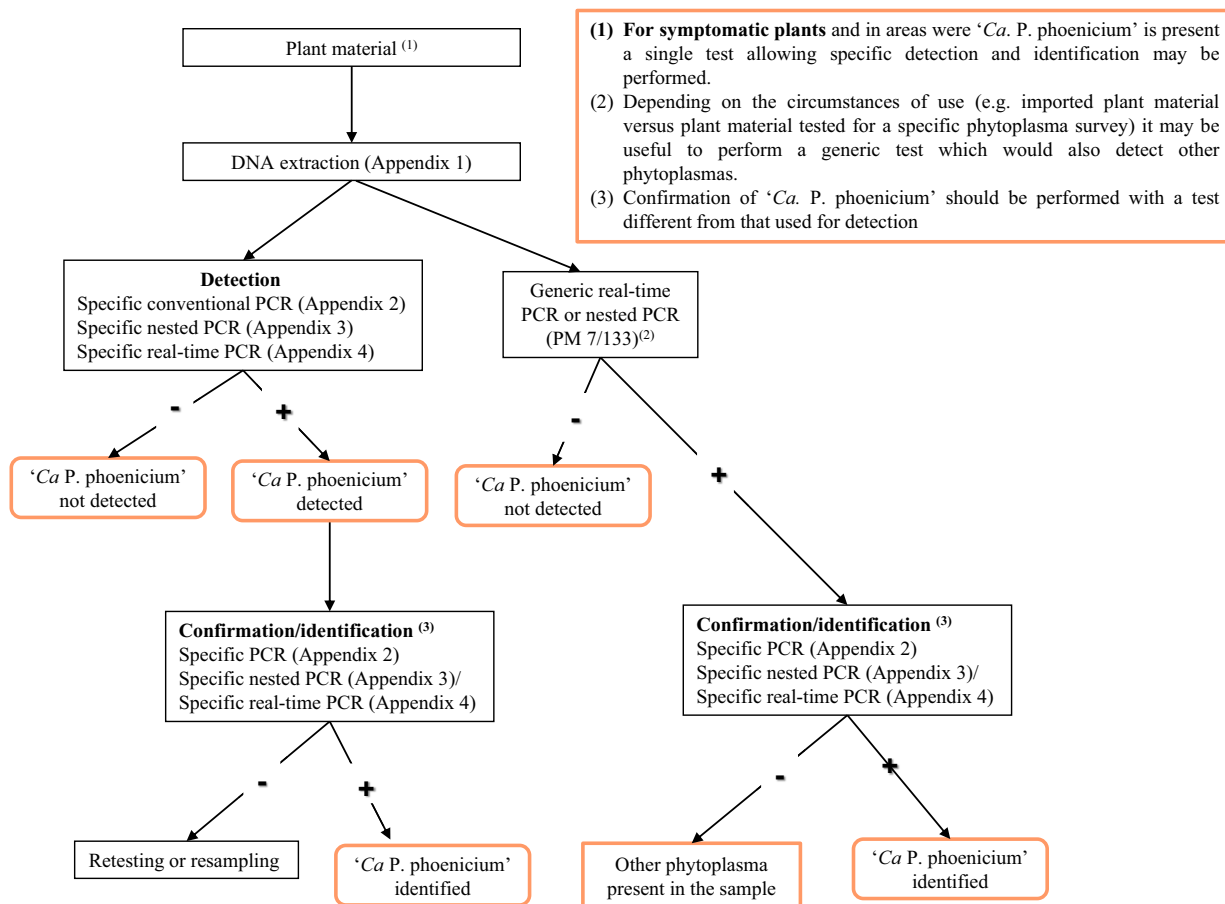 Plant material (1)
(1) For symptomatic plants and in areas were ‘Ca. P. phoenicium’ is present
a single test allowing specific detection and identification may be
performed.
(2) Depending on the circumstances of use (e.g. imported plant material
versus plant material tested for a specific phytoplasma survey) it may be
useful to perform a generic test which would also detect other
phytoplasmas.
(3) Confirmation of ‘Ca. P. phoenicium’ should be performed with a test
different from that used for detection
DNA extraction (Appendix 1)
Detection
Specific conventional PCR (Appendix 2)
Specific nested PCR (Appendix 3)
Specific real-time PCR (Appendix 4)
Generic real-time
PCR or nested PCR
(PM 7/133)(2)
-
+
-
+
‘Ca P. phoenicium’
not detected
‘Ca P. phoenicium’
detected
‘Ca P. phoenicium’
not detected
Confirmation/identification (3)
Specific PCR (Appendix 2)
Specific nested PCR (Appendix 3)/
Specific real-time PCR (Appendix 4)
Confirmation/identification (3)
Specific PCR (Appendix 2)
Specific nested PCR (Appendix 3)/
Specific real-time PCR (Appendix 4)
-
+
-
+
Retesting or resampling
‘Ca P. phoenicium’
identified
Other phytoplasma
present in the sample
‘Ca P. phoenicium’
identified